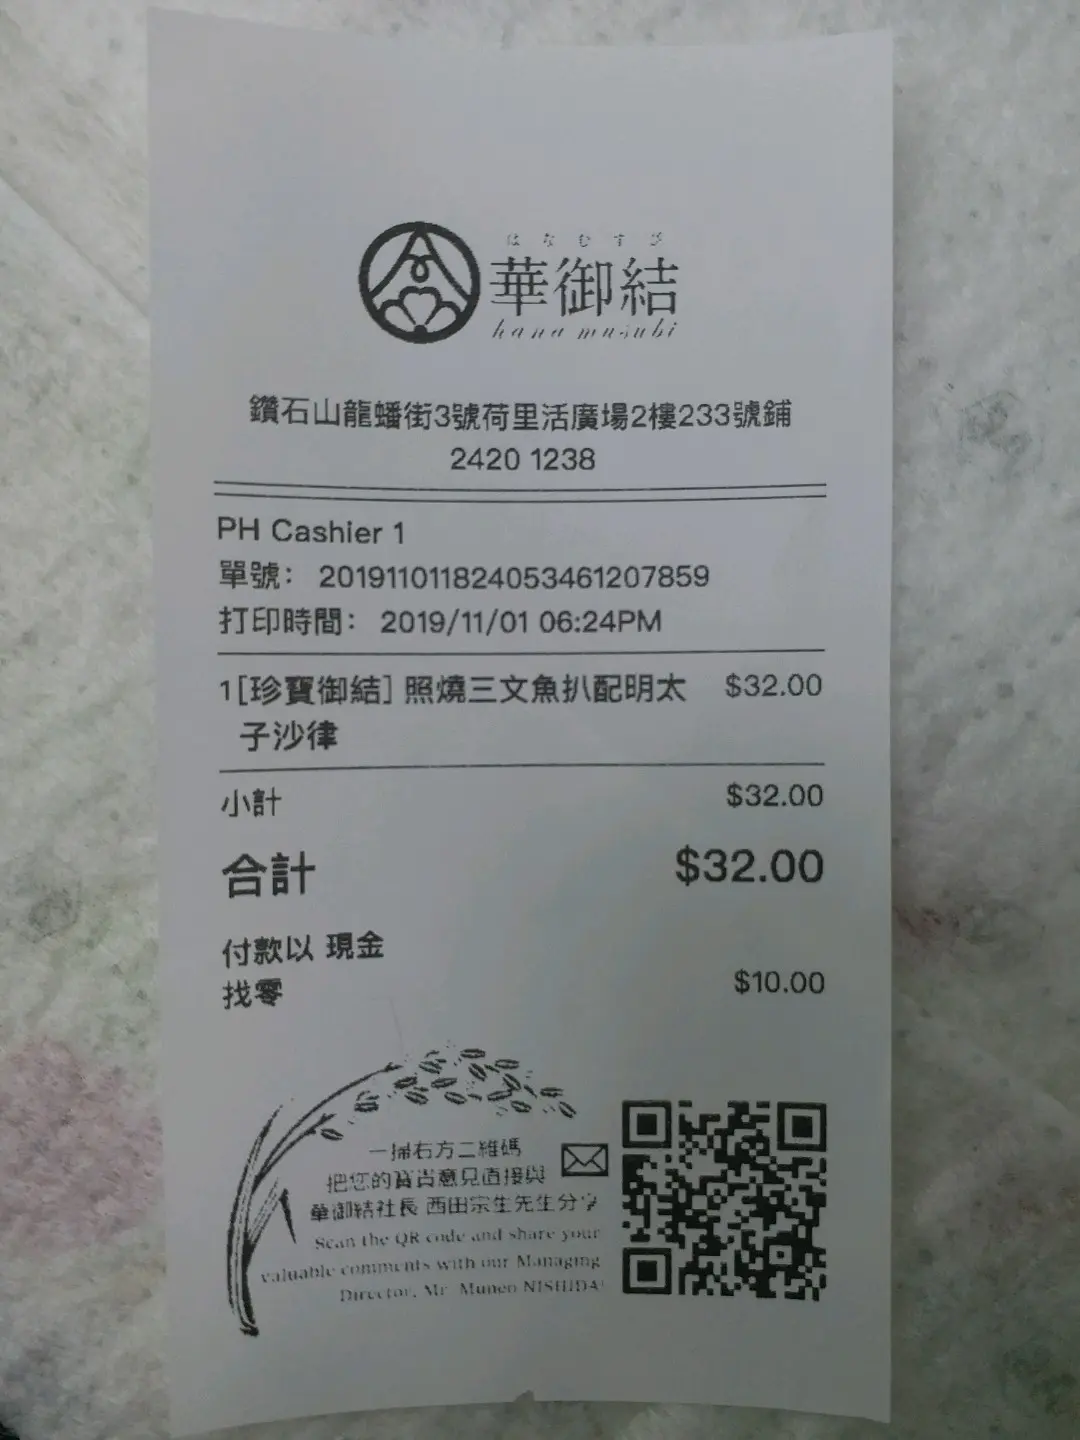 はなむすび
華御結
hana musubi
鑽石山龍蟠街3號荷里活廣場2樓233號鋪
2420 1238
PH Cashier 1
單號： 201911011824053461207859
打印時間： 2019/11/01 06:24PM
1 [珍寶御結] 照燒三文魚扒配明太 $32.00
子沙律
小計 $32.00
合計 $32.00
付款以 現金
找零 $10.00
一掃右方二維碼
把您的寶貴意見直接與
華御結社長 西田宗生先生分享
Scan the QR code and share your
valuable comments with our Managing
Director, Mr. Muneo NISHIDA!